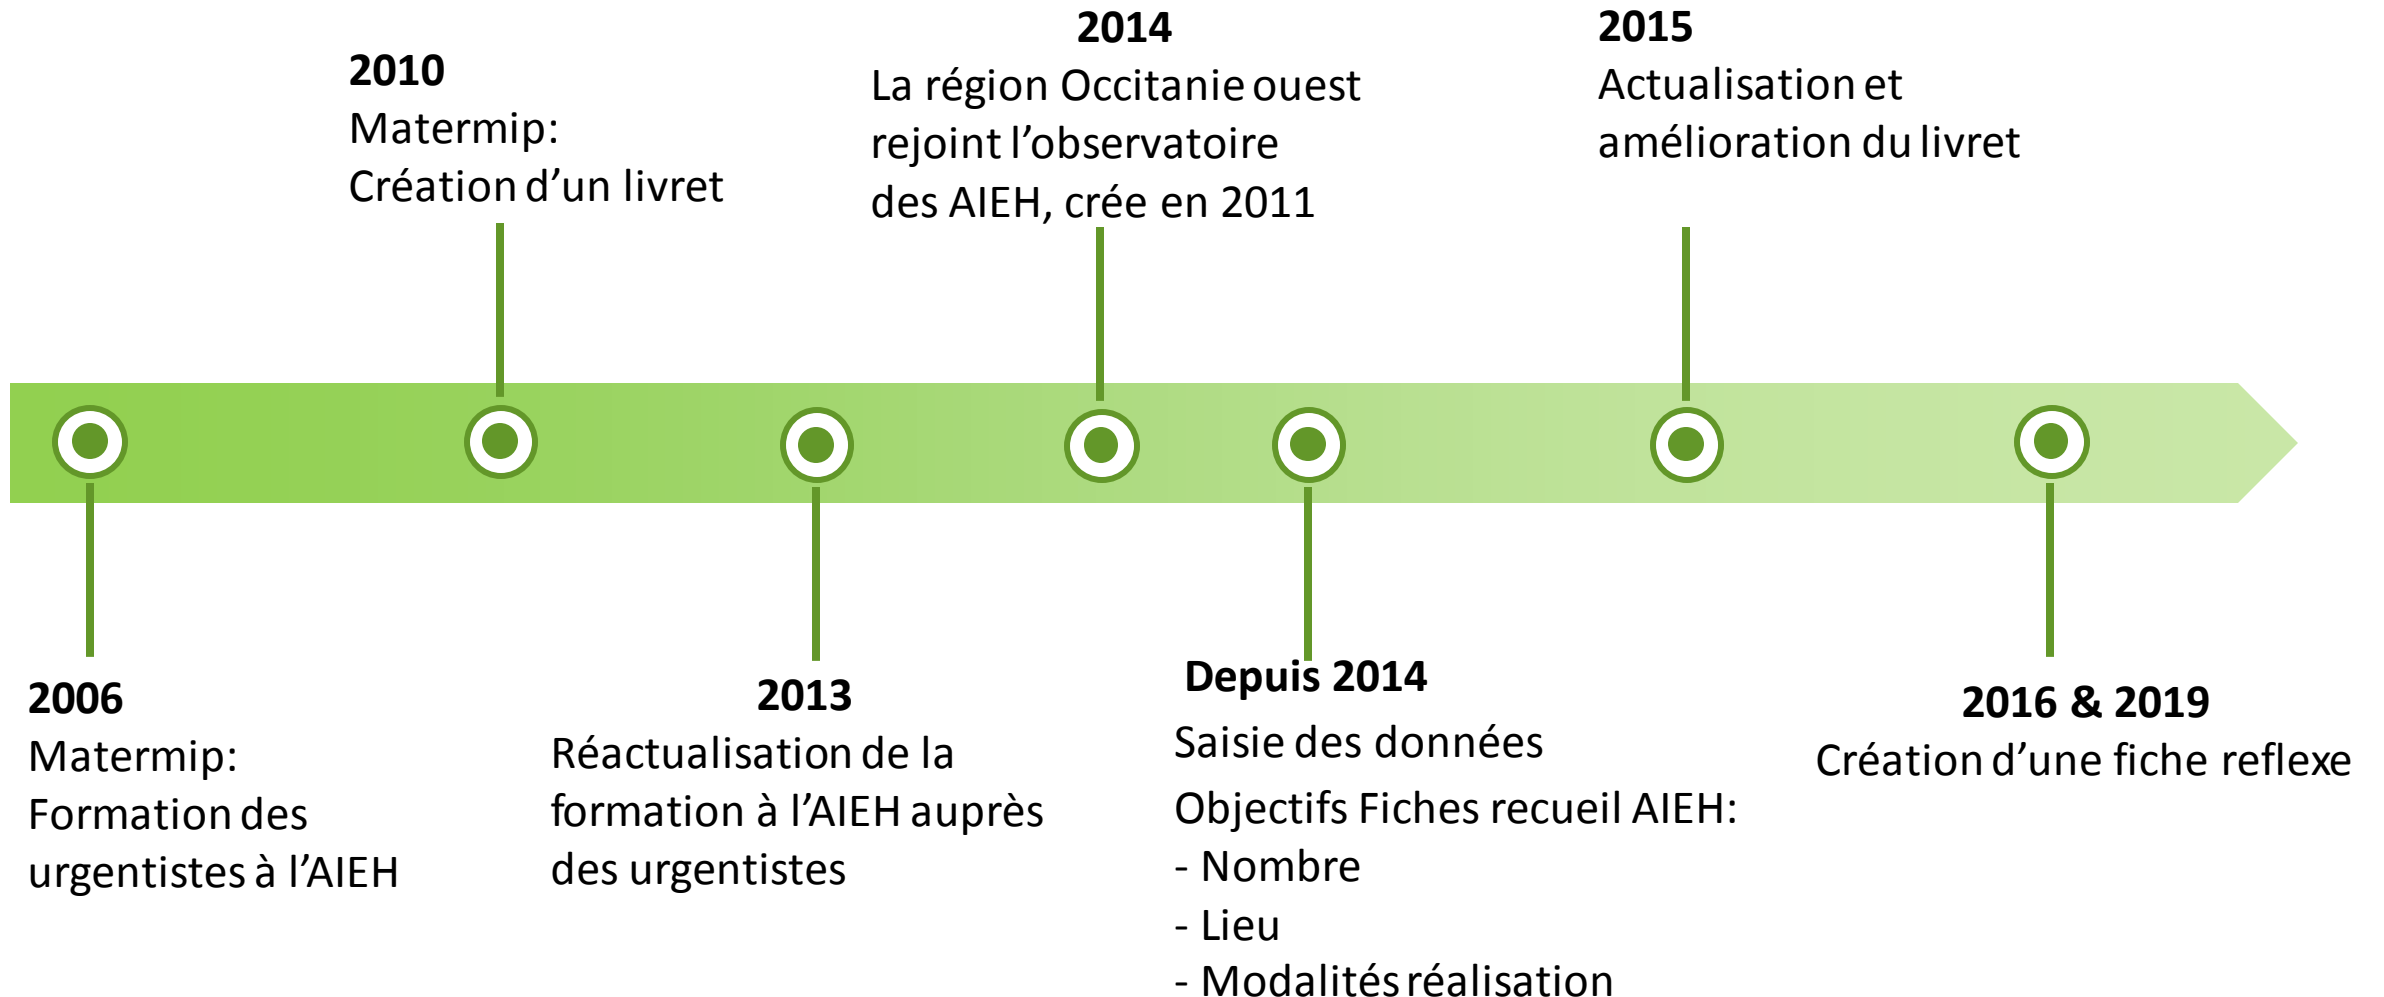 2006
Matermip:
Formation des
urgentistes à l’AIEH
2010
Matermip:
Création d’un livret
2013
Réactualisation de la
formation à l’AIEH auprès
des urgentistes
2014
La région Occitanie ouest
rejoint l’observatoire
des AIEH, crée en 2011
Depuis 2014
Saisie des données
Objectifs Fiches recueil AIEH:
- Nombre
- Lieu
- Modalités réalisation
2015
Actualisation et
amélioration du livret
2016 & 2019
Création d’une fiche reflexe